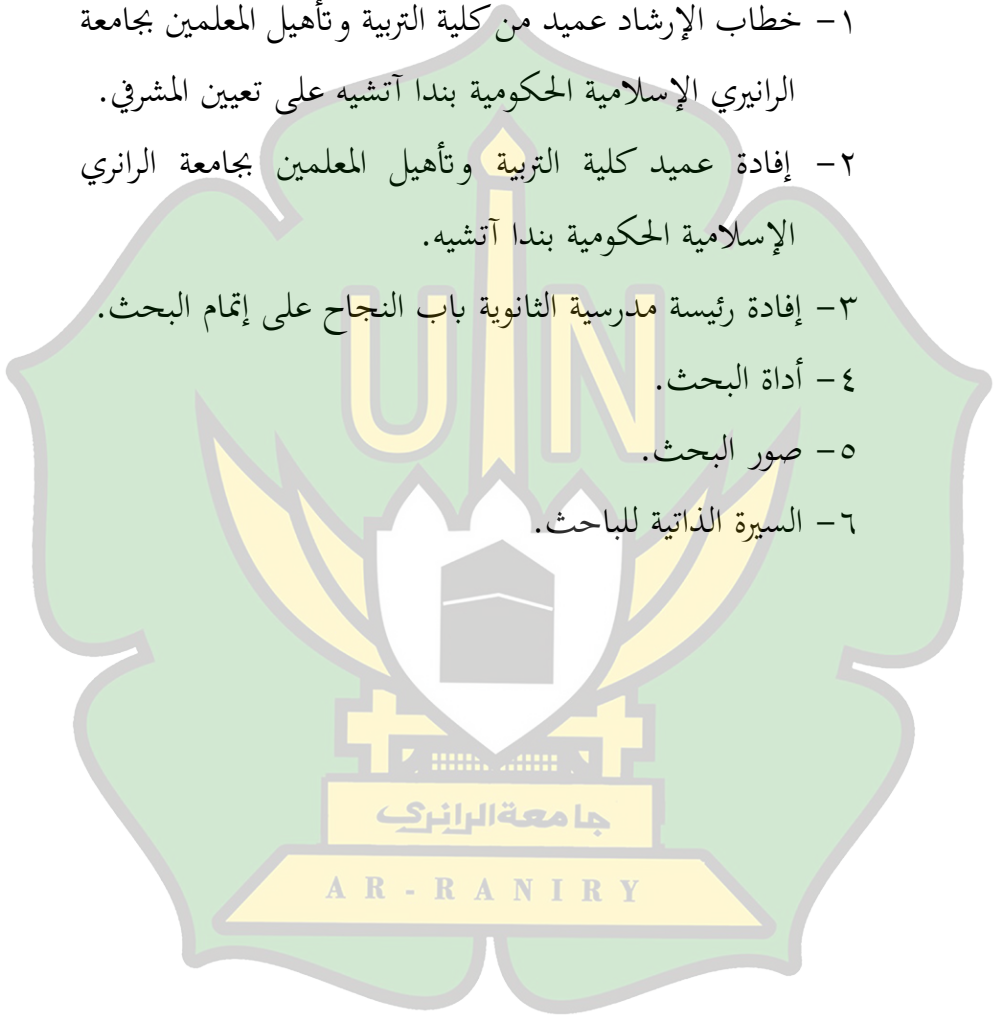 ١- خطاب الإرشاد عميد من كلية التربية وتأهيل المعلمين بجامعة
الرانيري الإسلامية الحكومية بندا آتشيه على تعيين المشرفي.
٢- إفادة عميد كلية التربية وتأهيل المعلمين بجامعة الرانري
الإسلامية الحكومية بندا آتشيه.
٣- إفادة رئيسة مدرسية الثانوية باب النجاح على إتمام البحث.
٤- أداة البحث.
٥- صور البحث.
٦- السيرة الذاتية للباحث.
UIN
جامعة الرانري
AR-RANIRY